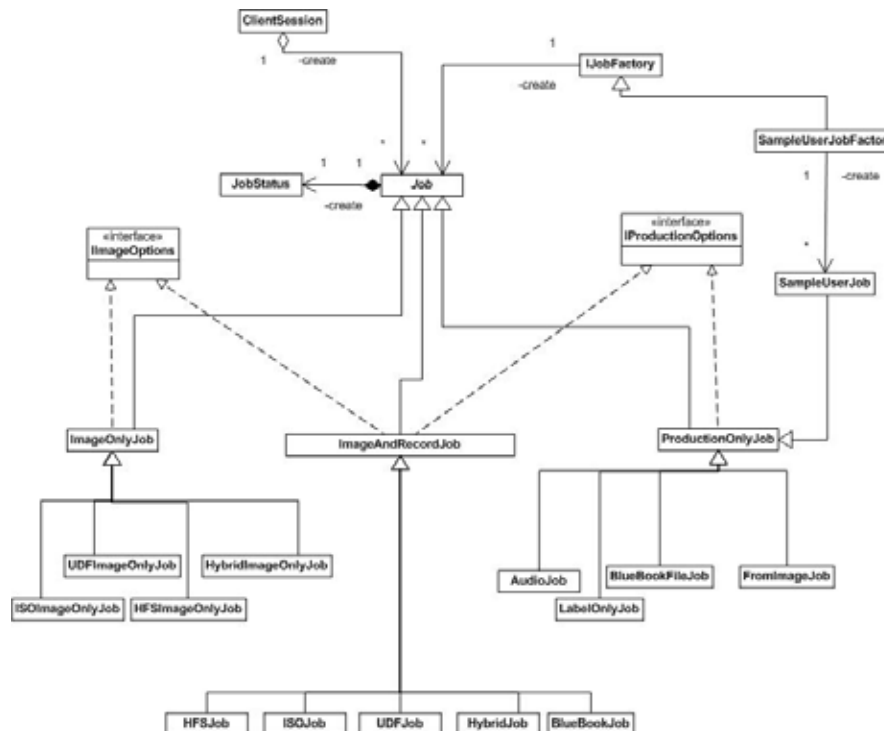 ClientSession
1
-create
1
IJobFactory
-create
SampleUserJobFactor
*
*
1
-create
1
1
JobStatus
Job
-create
«interface»
IImageOptions
«interface»
IProductionOptions
*
SampleUserJob
ImageOnlyJob
ImageAndRecordJob
ProductionOnlyJob
UDFImageOnlyJob
HybridImageOnlyJob
ISOImageOnlyJob
HFSImageOnlyJob
AudioJob
BlueBookFileJob
FromImageJob
LabelOnlyJob
HFSJob
ISOJob
UDFJob
HybridJob
BlueBookJob